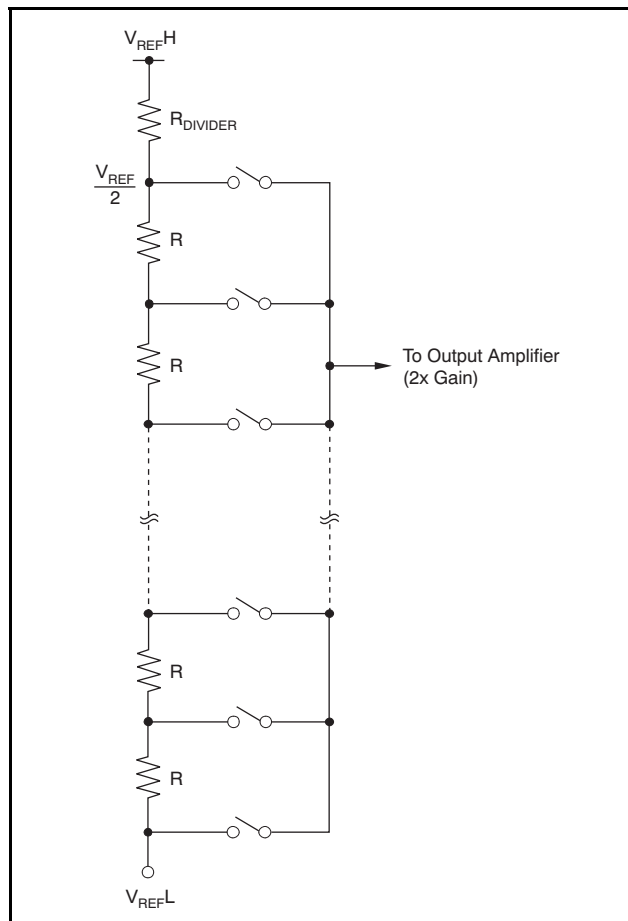 VREFH
RDIVIDER
VREF
2
R
R
To Output Amplifier
(2x Gain)
R
R
VREFL